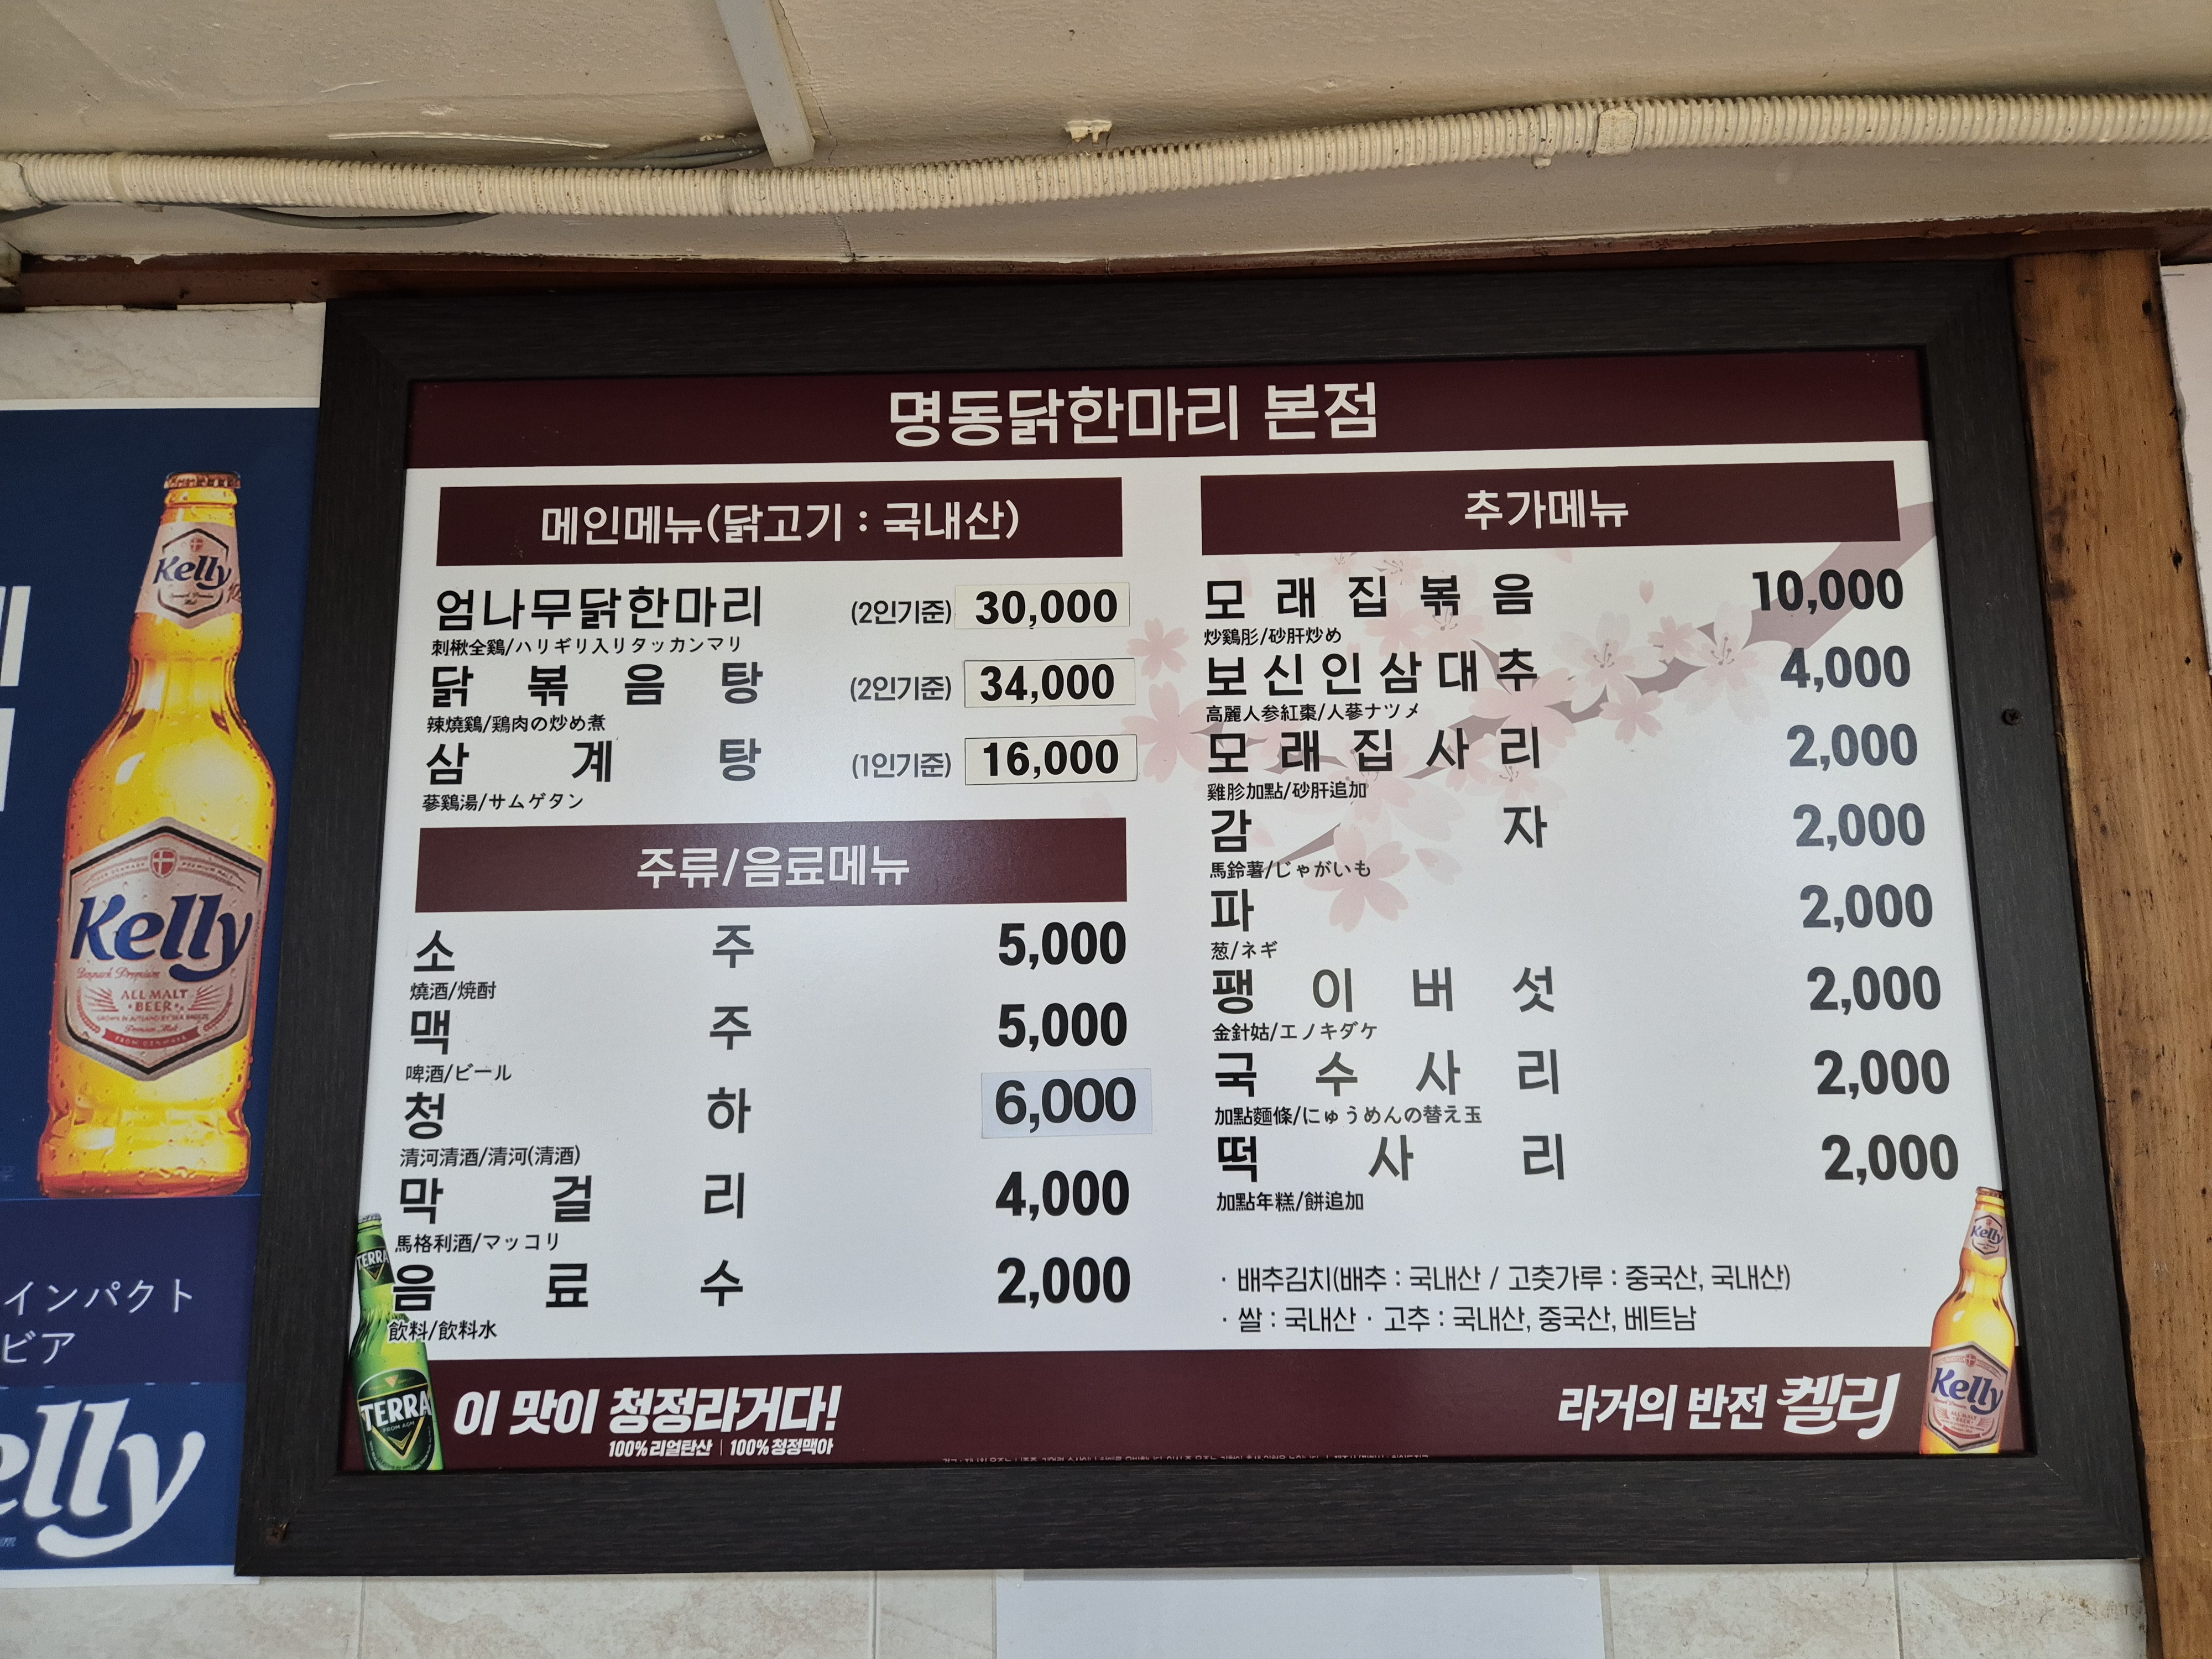 명동닭한마리 본점
메인메뉴(닭고기 : 국내산)
엄나무닭한마리 (2인기준) 30,000
刺楸全鷄/ハリギリ入りタッカンマリ
닭볶음탕 (2인기준) 34,000
辣燒鷄/鶏肉の炒め煮
삼계탕 (1인기준) 16,000
蔘鷄湯/サムゲタン
주류/음료메뉴
소주 5,000
燒酒/焼酎
맥주 5,000
啤酒/ビール
청하 6,000
清河清酒/清河(清酒)
막걸리 4,000
馬格利酒/マッコリ
음료수 2,000
飲料/飲料水
추가메뉴
모래집볶음 10,000
炒鷄肜/砂肝炒め
보신인삼대추 4,000
高麗人参紅棗/人蔘ナツメ
모래집사리 2,000
雞胗加點/砂肝追加
감자 2,000
馬鈴薯/じゃがいも
파 2,000
葱/ネギ
팽이버섯 2,000
金針姑/エノキダケ
국수사리 2,000
加點麵條/にゅうめんの替え玉
떡사리 2,000
加點年糕/餅追加
· 배추김치(배추 : 국내산 / 고춧가루 : 중국산, 국내산)
· 쌀 : 국내산 · 고추 : 국내산, 중국산, 베트남
TERRA
TERRA
이 맛이 청정라거다!
100% 리얼탄산 | 100% 청정맥아
라거의 반전 켈리
Kelly
Kelly
Kelly
Kelly
ALL MALT
BEER
FROM DENMARK
インパクト
ビア
elly